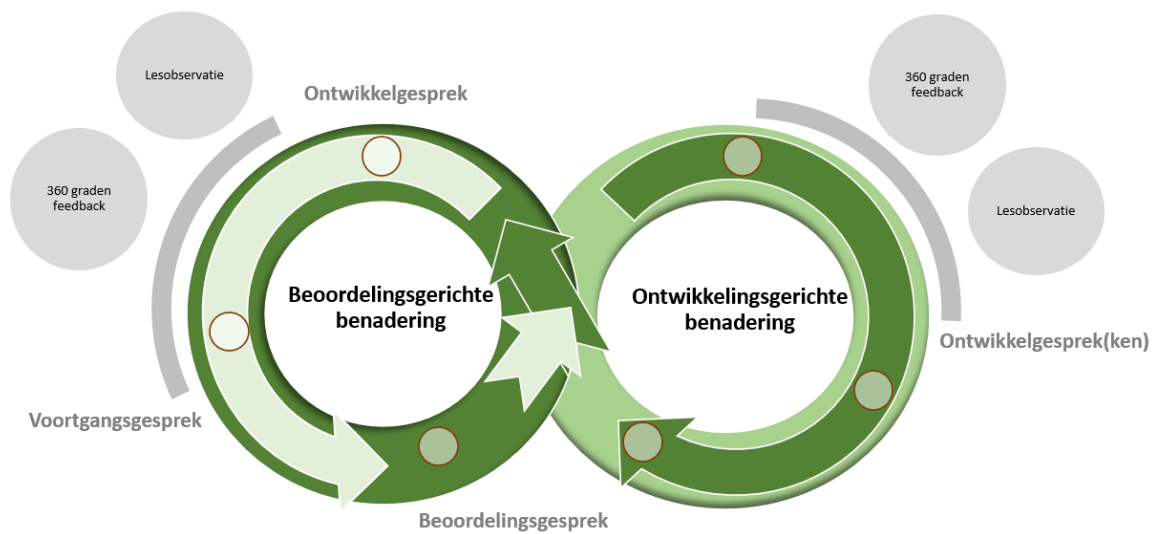 Lesobservatie
360 graden
feedback
Ontwikkelgesprek
360 graden
feedback
Lesobservatie
Beoordelingsgerichte
benadering
Ontwikkelingsgerichte
benadering
Ontwikkelgesprek(ken)
Voortgangsgesprek
Beoordelingsgesprek